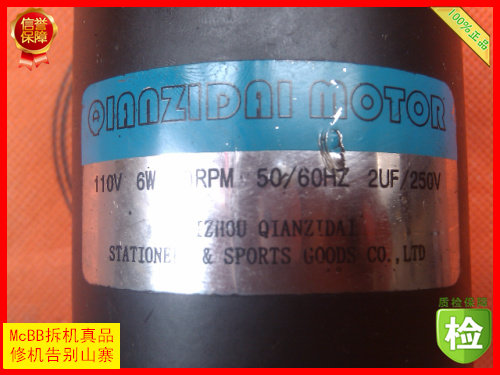 信誉
保障
100%正品
QIANZIDAI MOTOR
110V 6W RPM 50/60HZ 2UF/250V
QIANZIDAI
& SPORTS GOODS CO.,LTD
McBB拆机真品
修机告别山寨
质检保障
检